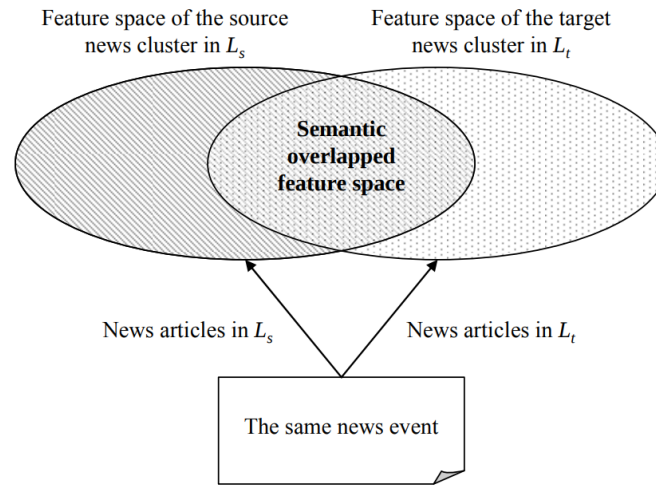 Feature space of the source
news cluster in Ls
Feature space of the target
news cluster in Lt
Semantic
overlapped
feature space
News articles in Ls
News articles in Lt
The same news event